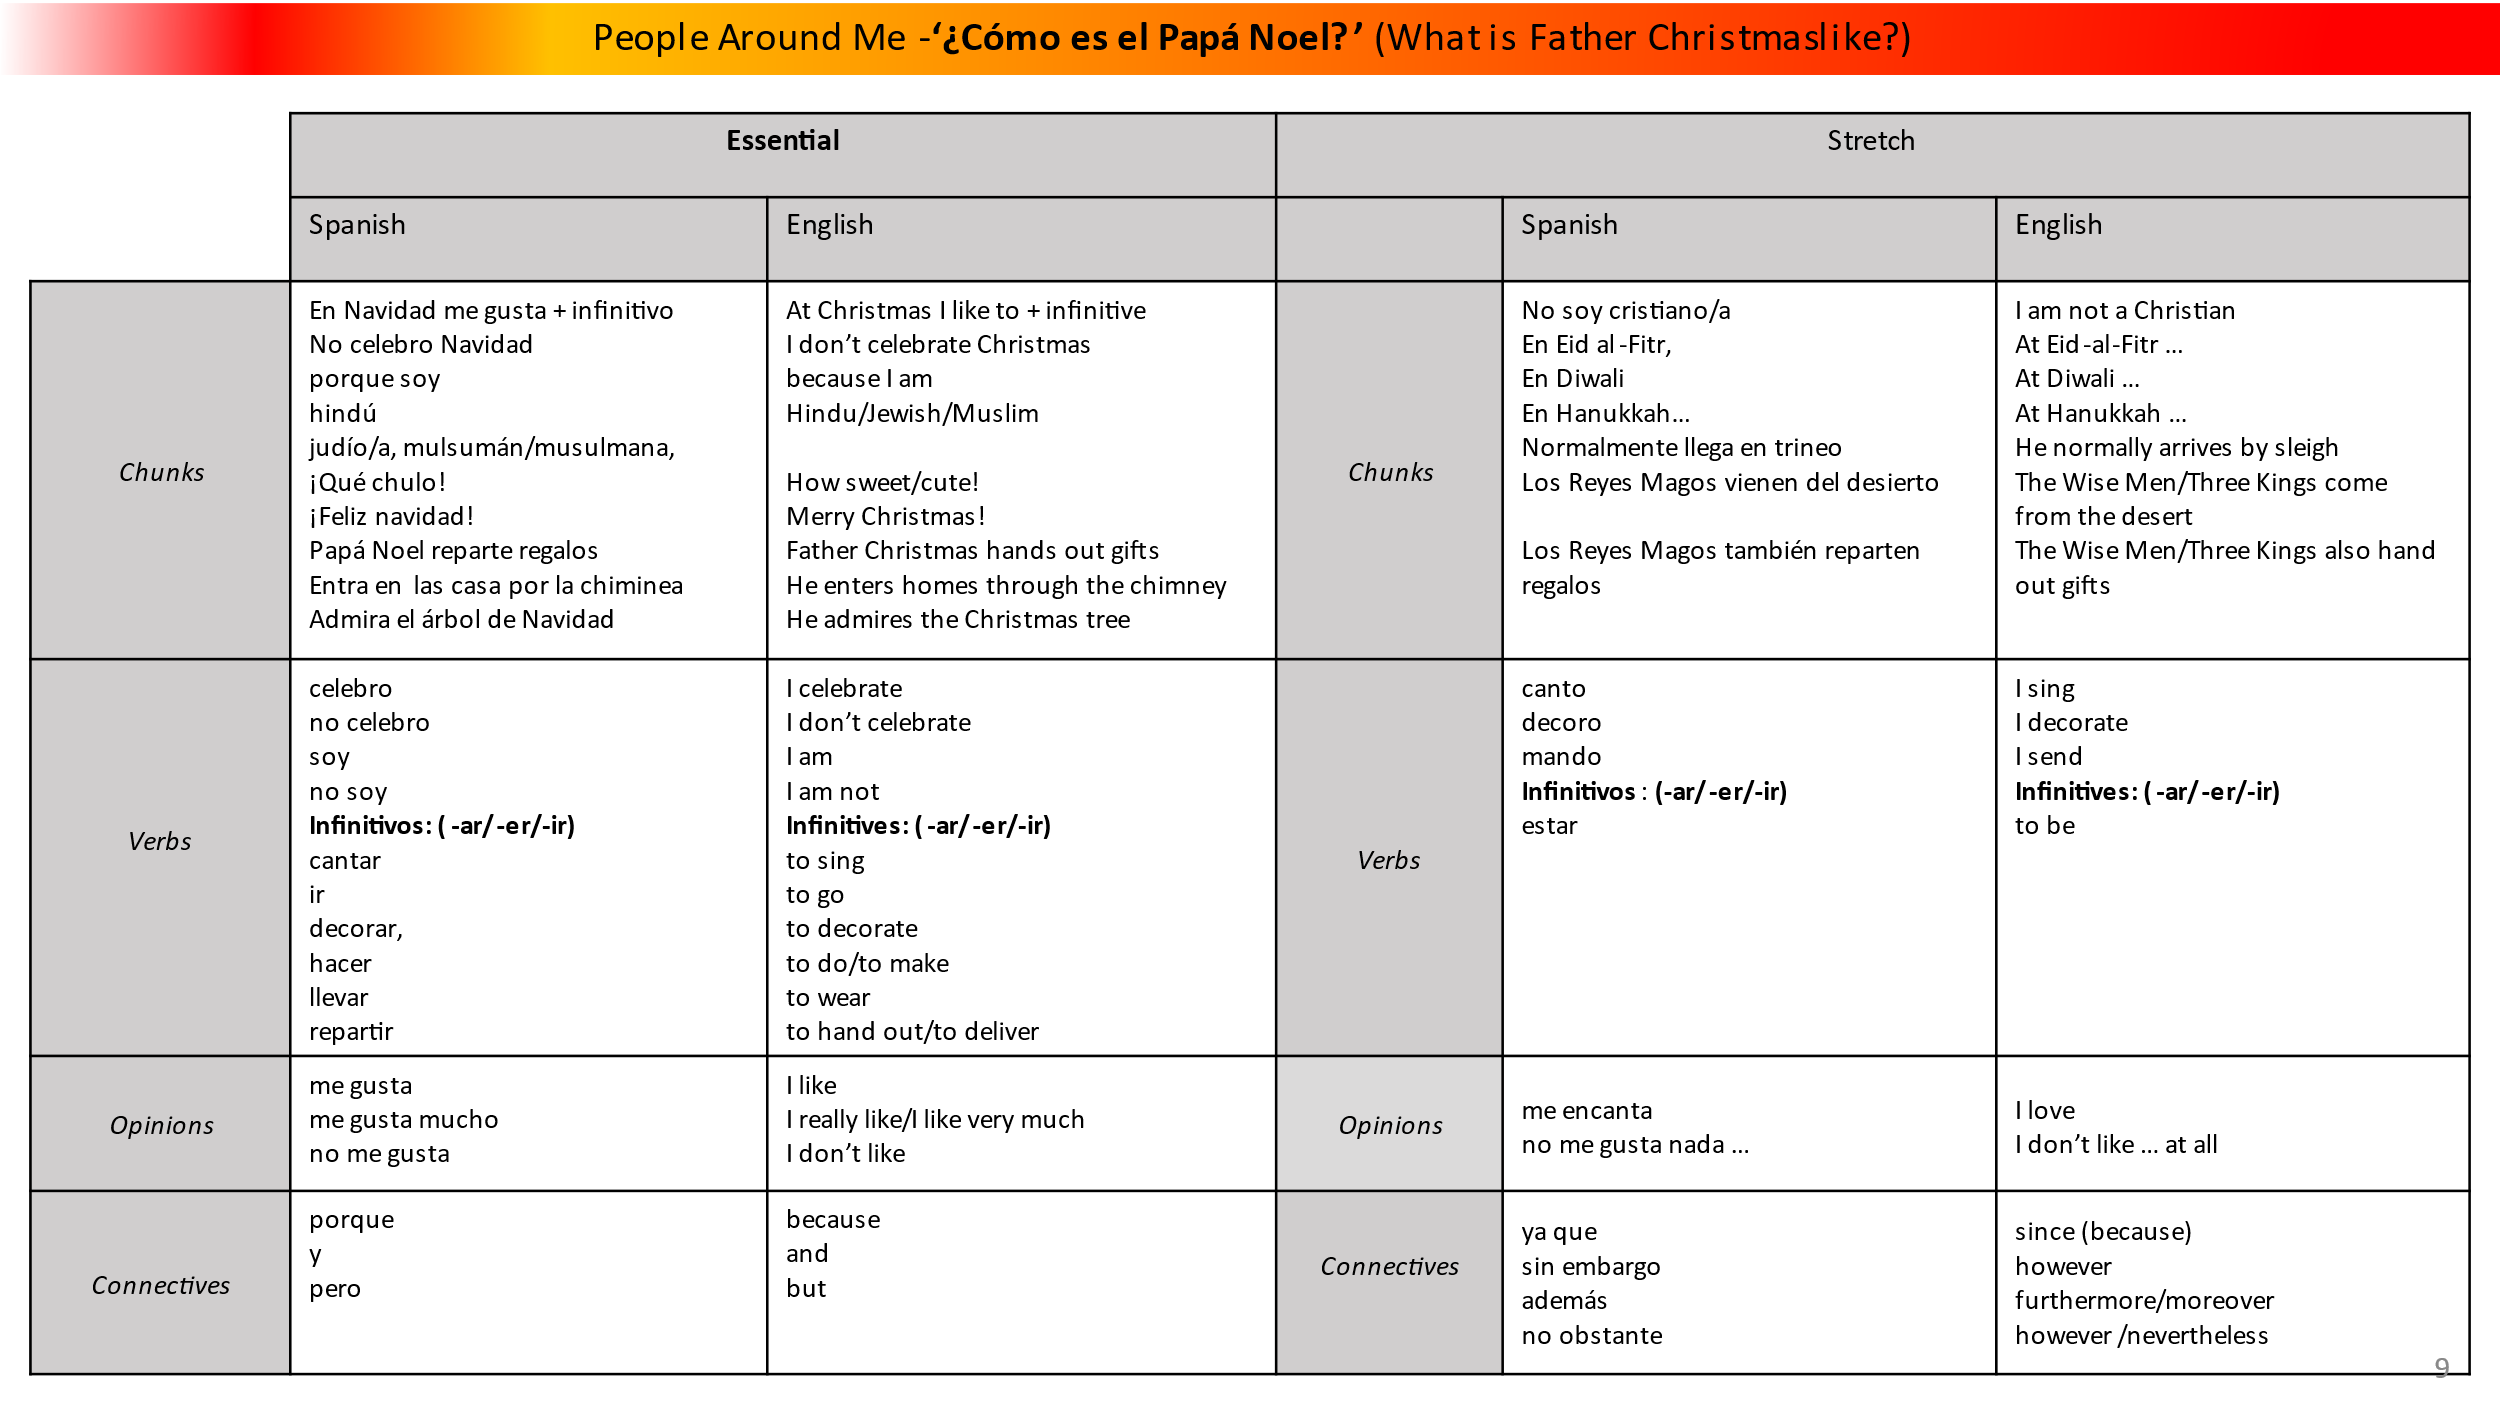 People Around Me -‘¿Cómo es el Papá Noel?’ (What is Father Christmaslike?)
Essential
Stretch
Spanish
English
Spanish
English
Chunks
En Navidad me gusta + infinitivo
No celebro Navidad
porque soy
hindú
judío/a, mulsumán/musulmana,
¡Qué chulo!
¡Feliz navidad!
Papá Noel reparte regalos
Entra en las casa por la chiminea
Admira el árbol de Navidad
At Christmas I like to + infinitive
I don’t celebrate Christmas
because I am
Hindu/Jewish/Muslim
How sweet/cute!
Merry Christmas!
Father Christmas hands out gifts
He enters homes through the chimney
He admires the Christmas tree
Chunks
No soy cristiano/a
En Eid al-Fitr,
En Diwali
En Hanukkah…
Normalmente llega en trineo
Los Reyes Magos vienen del desierto
Los Reyes Magos también reparten
regalos
I am not a Christian
At Eid-al-Fitr …
At Diwali …
At Hanukkah …
He normally arrives by sleigh
The Wise Men/Three Kings come
from the desert
The Wise Men/Three Kings also hand
out gifts
Verbs
celebro
no celebro
soy
no soy
Infinitivos: ( -ar/ -er/-ir)
cantar
ir
decorar,
hacer
llevar
repartir
I celebrate
I don’t celebrate
I am
I am not
Infinitives: ( -ar/ -er/-ir)
to sing
to go
to decorate
to do/to make
to wear
to hand out/to deliver
Verbs
canto
decoro
mando
Infinitivos : (-ar/ -er/-ir)
estar
I sing
I decorate
I send
Infinitives: ( -ar/ -er/-ir)
to be
Opinions
me gusta
me gusta mucho
no me gusta
I like
I really like/I like very much
I don’t like
Opinions
me encanta
no me gusta nada …
I love
I don’t like … at all
Connectives
porque
y
pero
because
and
but
Connectives
ya que
sin embargo
además
no obstante
since (because)
however
furthermore/moreover
however /nevertheless
9